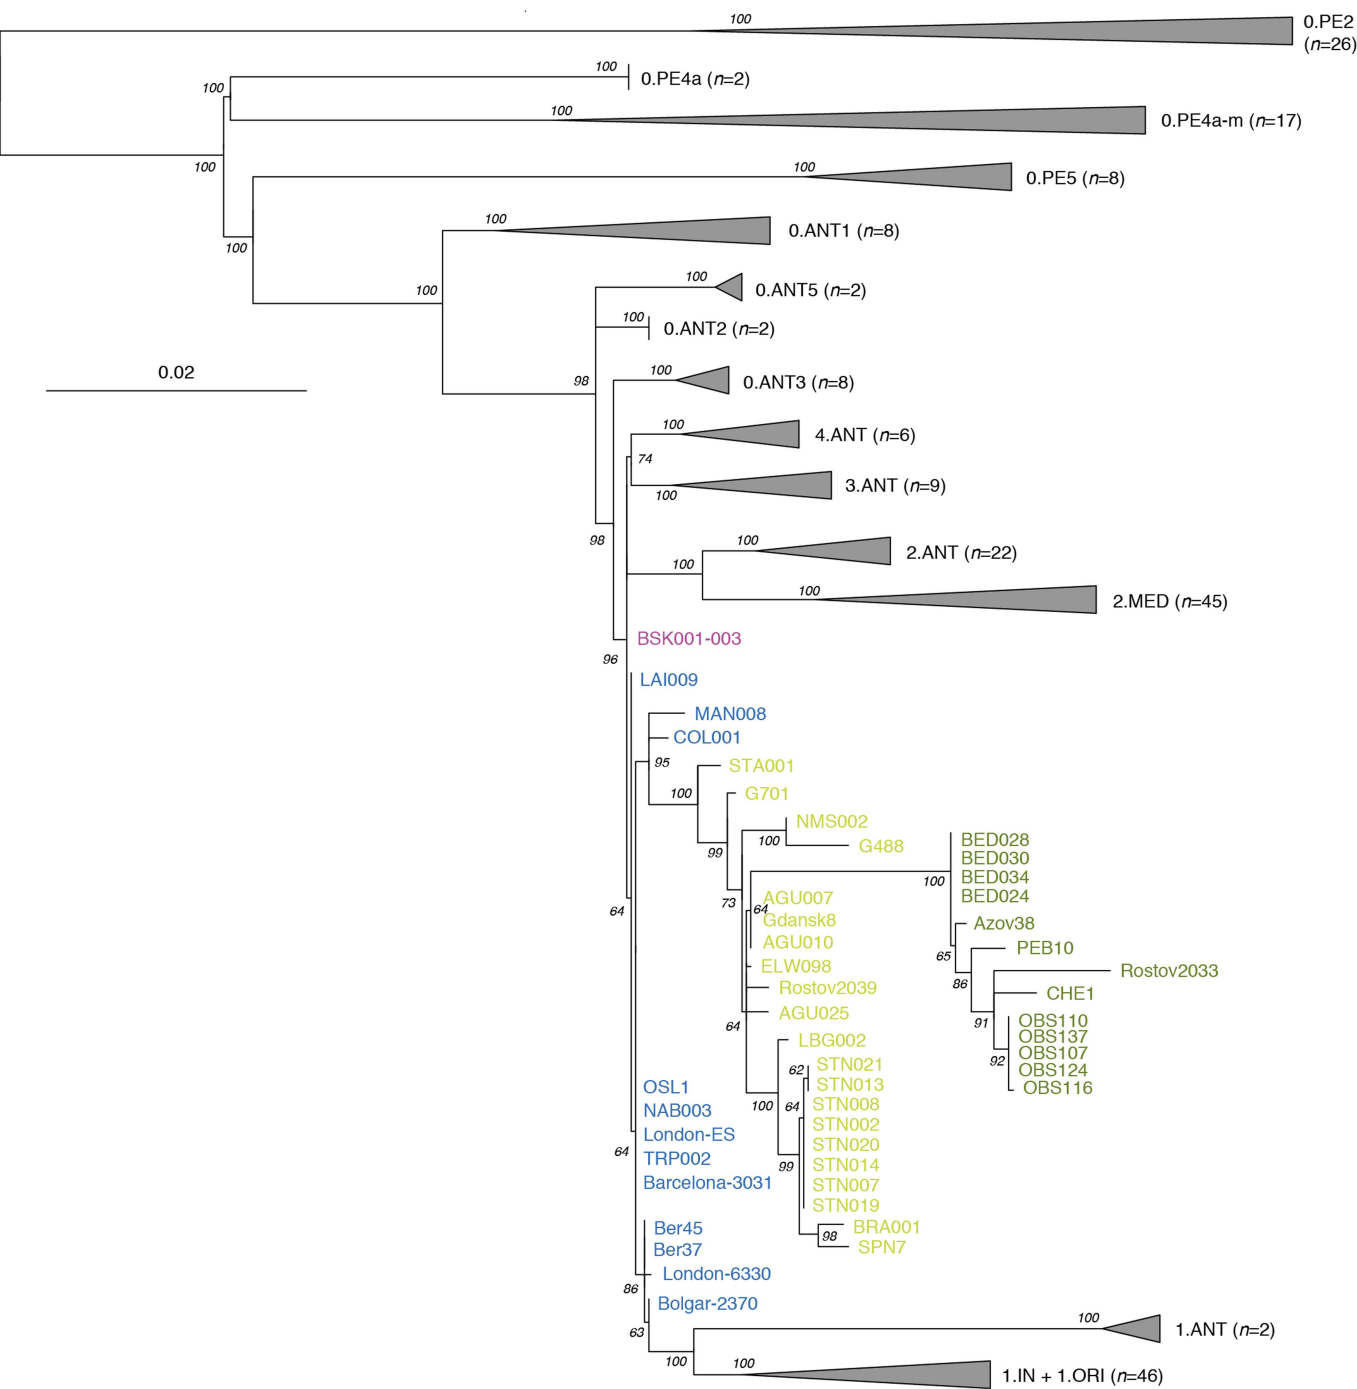 100
0.PE2
(n=26)
100
0.PE4a (n=2)
100
100
0.PE4a-m (n=17)
100
100
0.PE5 (n=8)
100
100
0.ANT1 (n=8)
100
100
0.ANT5 (n=2)
100
0.ANT2 (n=2)
0.02
98
100
0.ANT3 (n=8)
100
4.ANT (n=6)
74
3.ANT (n=9)
100
98
100
2.ANT (n=22)
100
100
2.MED (n=45)
BSK001-003
96
LAI009
MAN008
COL001
95
STA001
100
G701
NMS002
100
G488
99
BED028
BED030
BED034
BED024
100
73
AGU007
64
64
Gdansk8
AGU010
Azov38
PEB10
65
ELW098
Rostov2033
86
Rostov2039
CHE1
AGU025
91
64
OBS110
OBS137
OBS107
OBS124
OBS116
92
LBG002
STN021
62
STN013
OSL1
100
64
STN008
NAB003
STN002
London-ES
STN020
64
TRP002
99
STN014
Barcelona-3031
STN007
STN019
Ber45
BRA001
98
Ber37
SPN7
London-6330
86
Bolgar-2370
63
100
1.ANT (n=2)
100
100
1.IN + 1.ORI (n=46)